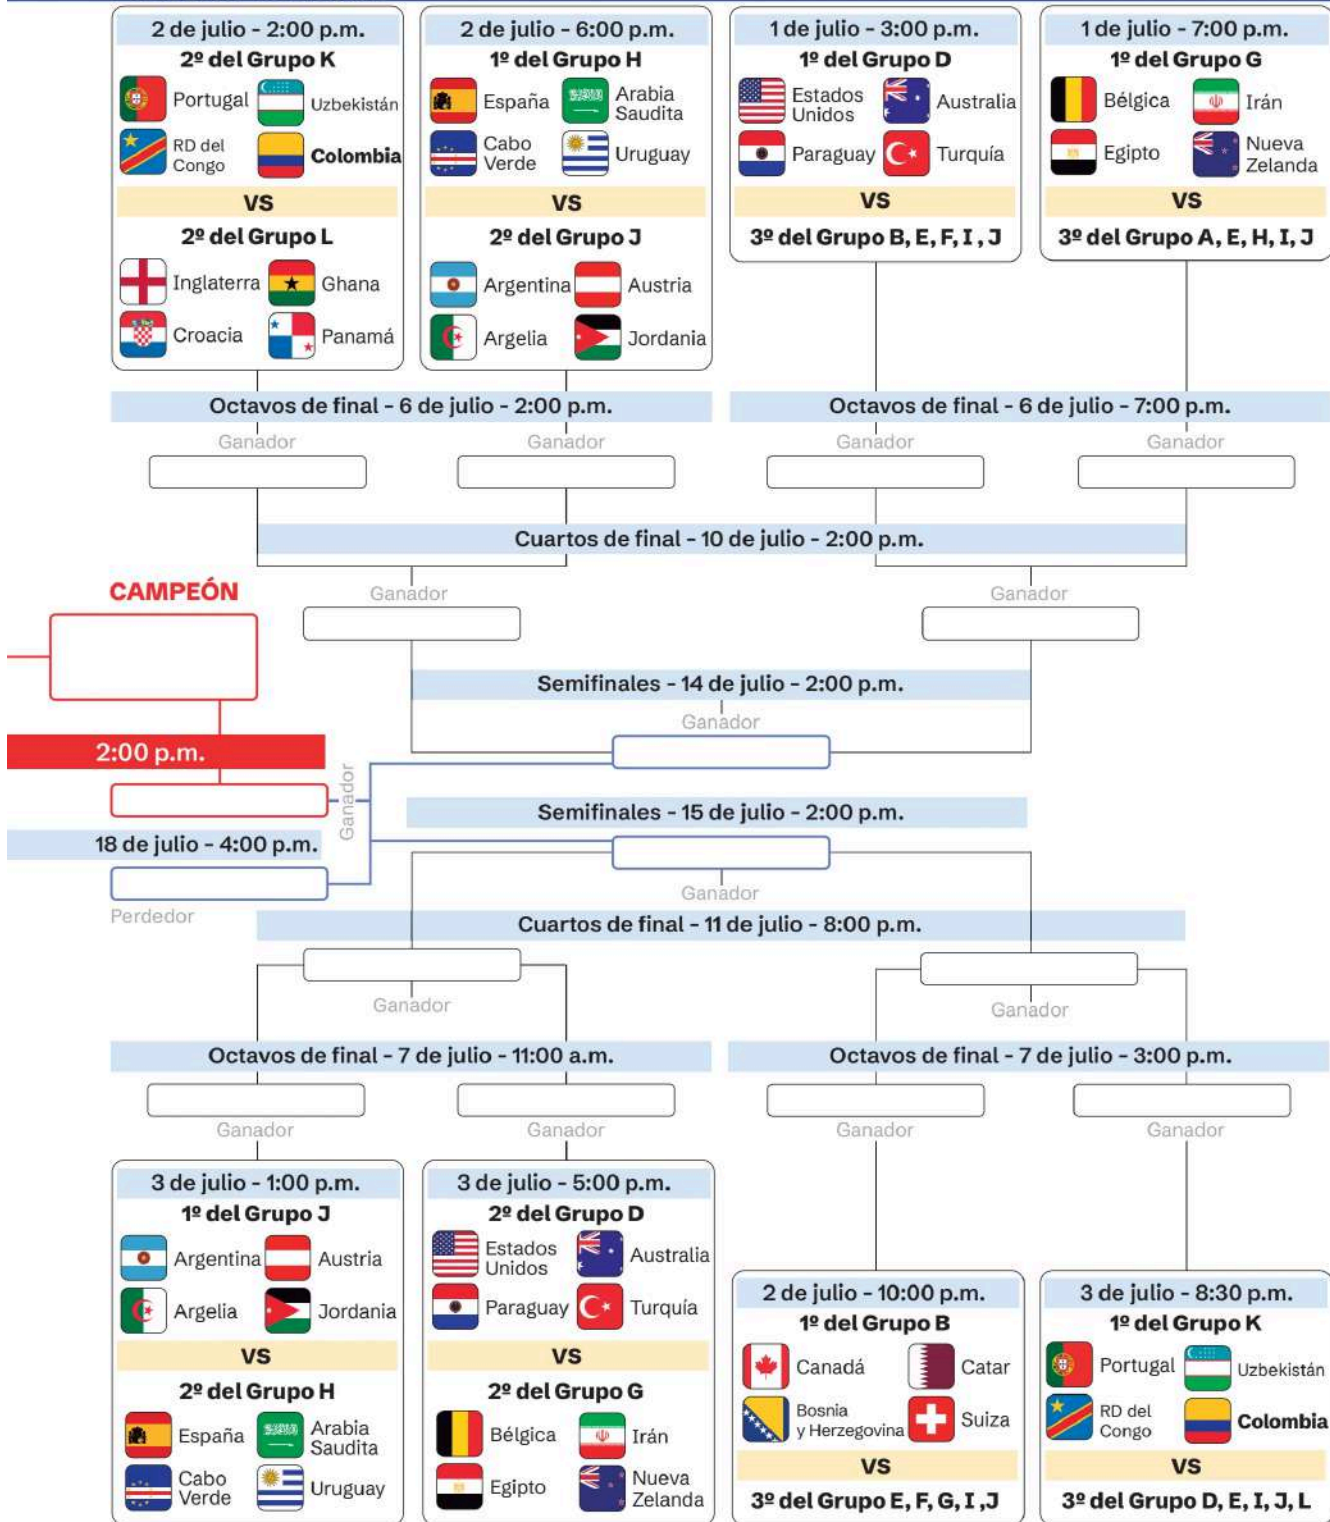 2 de julio - 2:00 p.m.
2º del Grupo K
Portugal
Uzbekistán
RD del
Congo
Colombia
VS
2º del Grupo L
Inglaterra
Ghana
Croacia
Panamá
2 de julio - 6:00 p.m.
1º del Grupo H
España
Arabia
Saudita
Cabo
Verde
Uruguay
VS
2º del Grupo J
Argentina
Austria
Argelia
Jordania
1 de julio - 3:00 p.m.
1º del Grupo D
Estados
Unidos
Australia
Paraguay
Turquía
VS
3º del Grupo B, E, F, I , J
1 de julio - 7:00 p.m.
1º del Grupo G
Bélgica
Irán
Egipto
Nueva
Zelanda
VS
3º del Grupo A, E, H, I, J
Octavos de final - 6 de julio - 2:00 p.m.
Octavos de final - 6 de julio - 7:00 p.m.
Ganador
Ganador
Ganador
Ganador
Cuartos de final - 10 de julio - 2:00 p.m.
CAMPEÓN
Ganador
Ganador
Semifinales - 14 de julio - 2:00 p.m.
Ganador
2:00 p.m.
Ganador
Semifinales - 15 de julio - 2:00 p.m.
18 de julio - 4:00 p.m.
Ganador
Perdedor
Cuartos de final - 11 de julio - 8:00 p.m.
Ganador
Ganador
Octavos de final - 7 de julio - 11:00 a.m.
Octavos de final - 7 de julio - 3:00 p.m.
Ganador
Ganador
Ganador
Ganador
3 de julio - 1:00 p.m.
1º del Grupo J
Argentina
Austria
Argelia
Jordania
VS
2º del Grupo H
España
Arabia
Saudita
Cabo
Verde
Uruguay
3 de julio - 5:00 p.m.
2º del Grupo D
Estados
Unidos
Australia
Paraguay
Turquía
VS
2º del Grupo G
Bélgica
Irán
Egipto
Nueva
Zelanda
2 de julio - 10:00 p.m.
1º del Grupo B
Canadá
Catar
Bosnia
y Herzegovina
Suiza
VS
3º del Grupo E, F, G, I ,J
3 de julio - 8:30 p.m.
1º del Grupo K
Portugal
Uzbekistán
RD del
Congo
Colombia
VS
3º del Grupo D, E, I, J, L